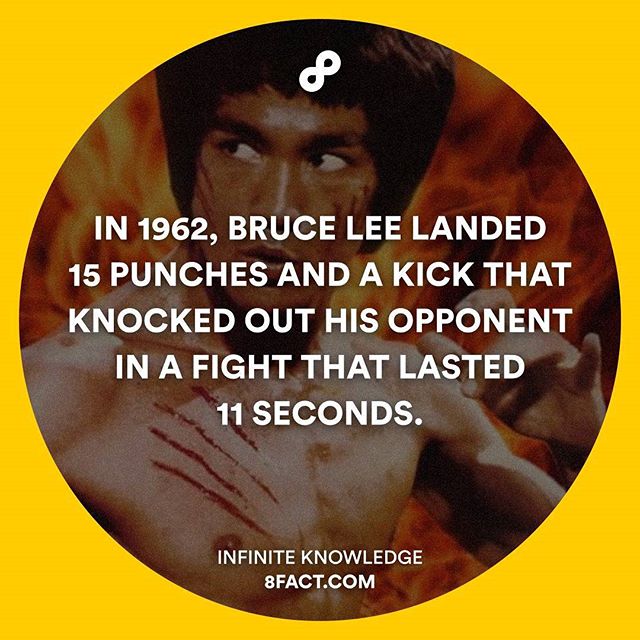 IN 1962, BRUCE LEE LANDED
15 PUNCHES AND A KICK THAT
KNOCKED OUT HIS OPPONENT
IN A FIGHT THAT LASTED
11 SECONDS.
INFINITE KNOWLEDGE
8FACT.COM